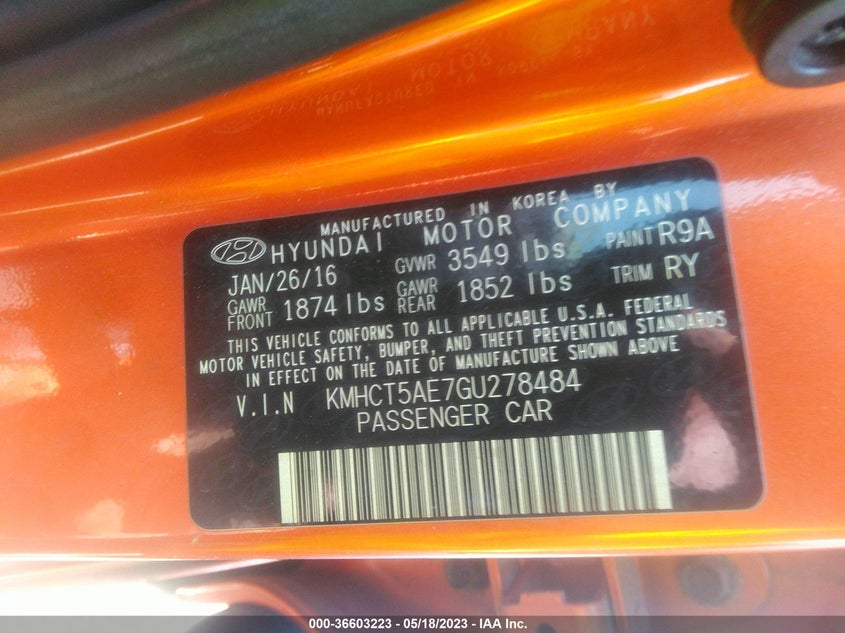 MANUFACTURED IN KOREA BY
HYUNDAI MOTOR COMPANY
JAN/26/16 GVWR 3549 lbs PAINT R9A
GAWR FRONT 1874 lbs GAWR REAR 1852 lbs TRIM RY
THIS VEHICLE CONFORMS TO ALL APPLICABLE U.S.A. FEDERAL
MOTOR VEHICLE SAFETY, BUMPER, AND THEFT PREVENTION STANDARDS
IN EFFECT ON THE DATE OF MANUFACTURE SHOWN ABOVE
V.I.N KMHCT5AE7GU278484
PASSENGER CAR
000-36603223 - 05/18/2023 - IAA Inc.